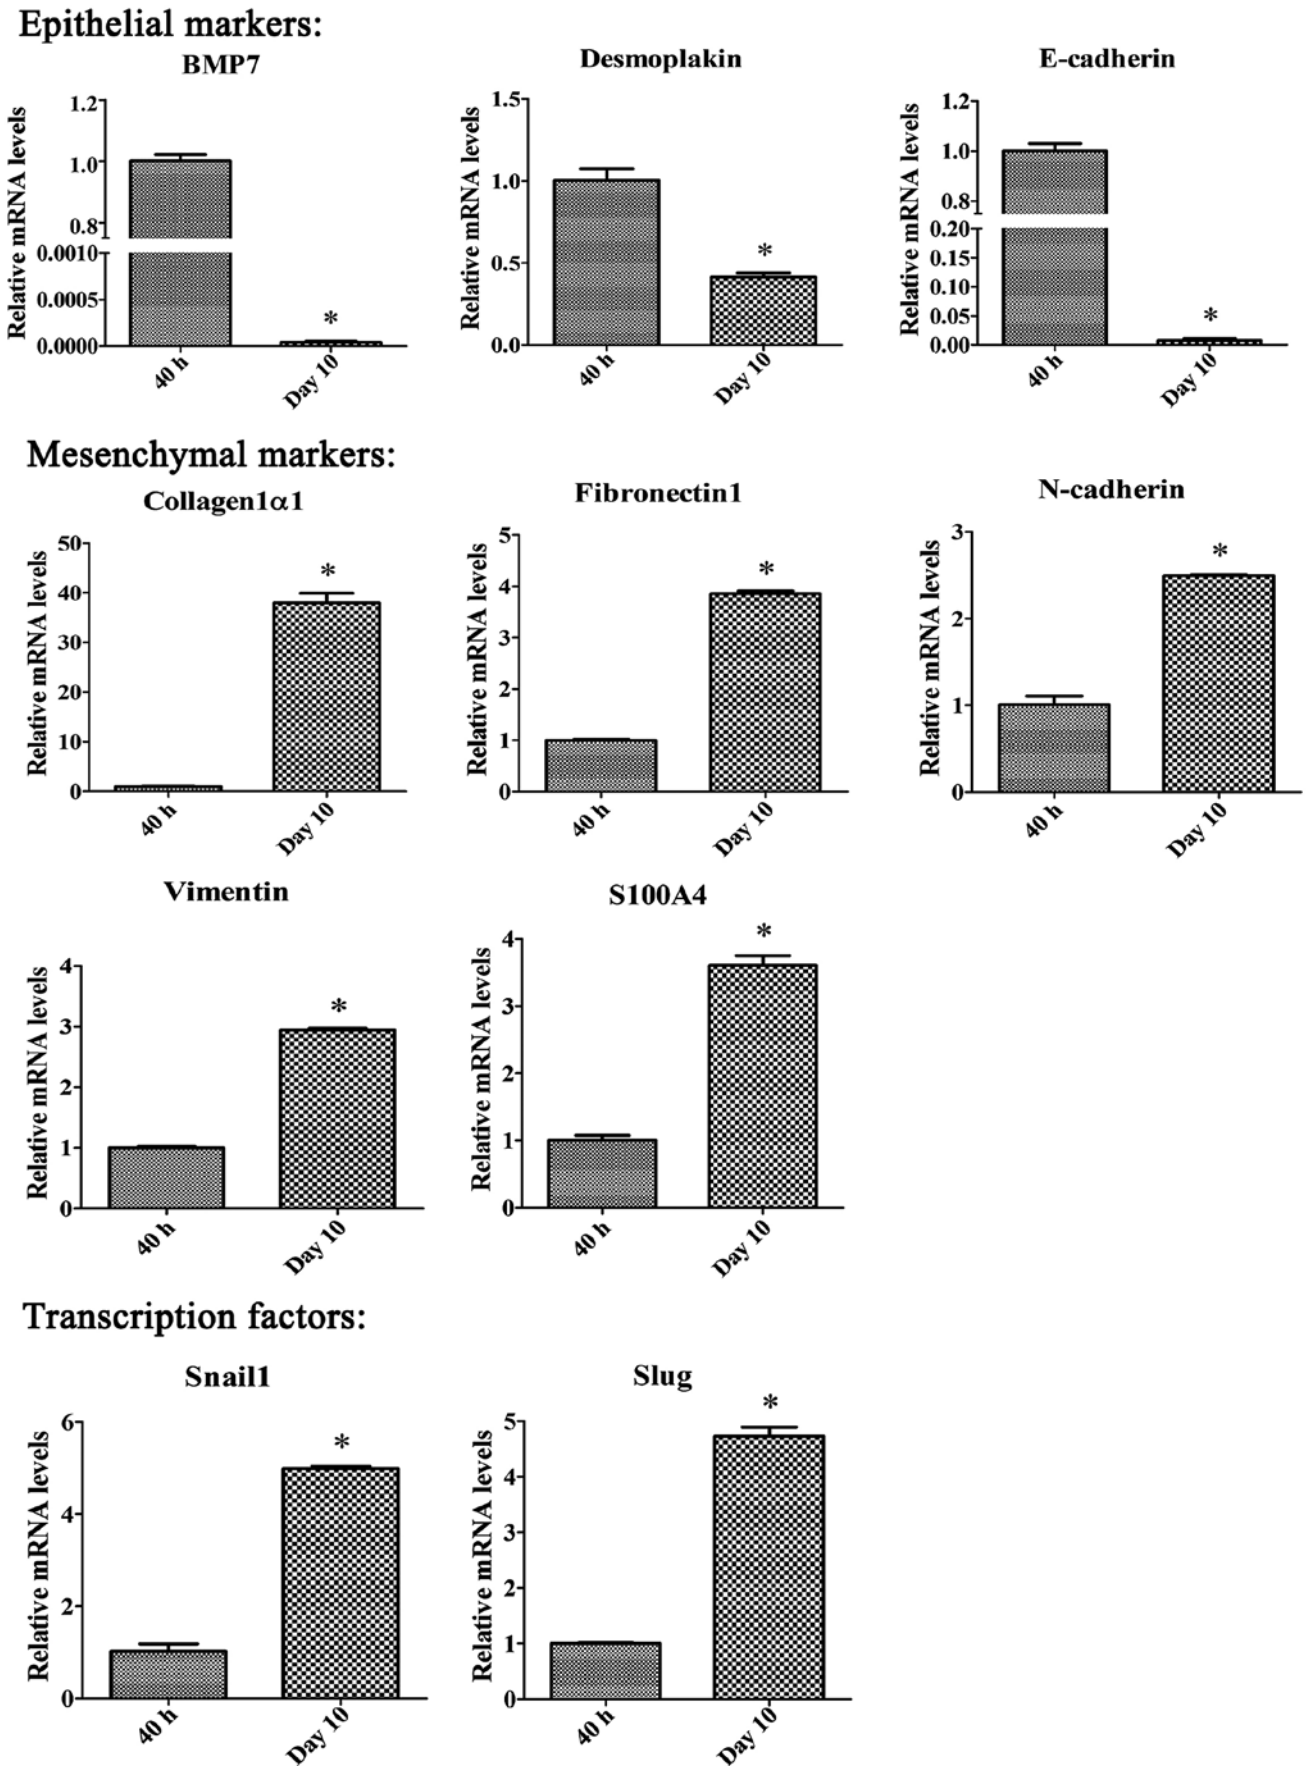 Epithelial markers:
BMP7
Relative mRNA levels
1.2
1.0
0.8
0.0010
0.0005
0.0000
*
40 h
Day 10
Desmoplakin
Relative mRNA levels
1.5
1.0
0.5
0.0
*
40 h
Day 10
E-cadherin
Relative mRNA levels
1.2
1.0
0.8
0.20
0.15
0.10
0.05
0.00
*
40 h
Day 10
Mesenchymal markers:
Collagen1α1
Relative mRNA levels
50
40
30
20
10
0
*
40 h
Day 10
Fibronectin1
Relative mRNA levels
5
4
3
2
1
0
*
40 h
Day 10
N-cadherin
Relative mRNA levels
3
2
1
0
*
40 h
Day 10
Vimentin
Relative mRNA levels
4
3
2
1
0
*
40 h
Day 10
S100A4
Relative mRNA levels
4
3
2
1
0
*
40 h
Day 10
Transcription factors:
Snail1
Relative mRNA levels
6
4
2
0
*
40 h
Day 10
Slug
Relative mRNA levels
5
4
3
2
1
0
*
40 h
Day 10